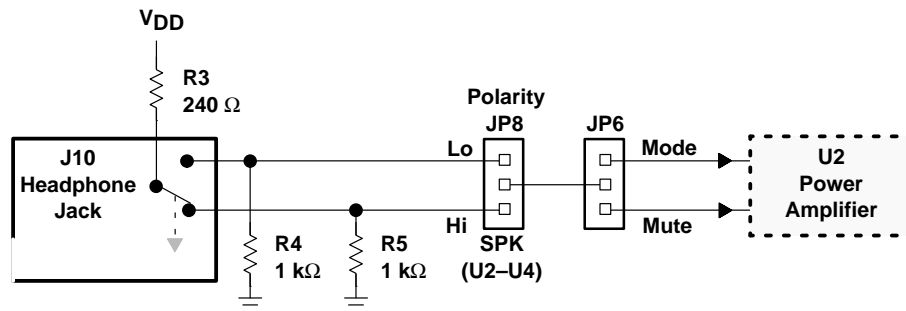 VDD
R3
240 Ω
Polarity
JP8
JP6
J10
Headphone
Jack
Lo
Mode
U2
Power
Amplifier
Hi
Mute
R4
1 kΩ
R5
1 kΩ
SPK
(U2–U4)